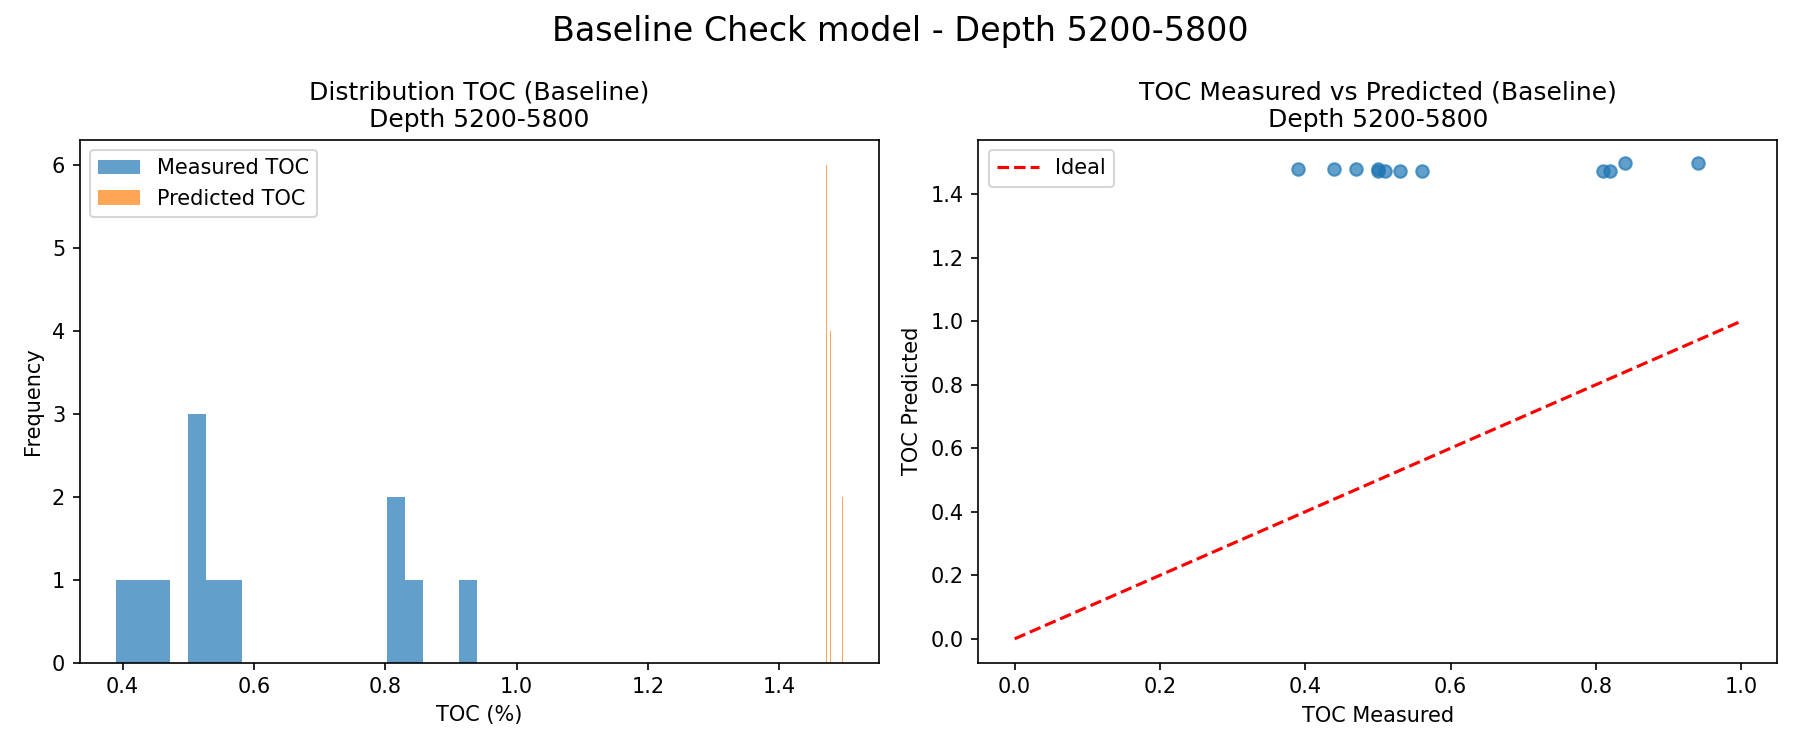 Baseline Check model - Depth 5200-5800
Distribution TOC (Baseline)
Depth 5200-5800
Measured TOC
Predicted TOC
Frequency
6
5
4
3
2
1
0
0.4 0.6 0.8 1.0 1.2 1.4
TOC (%)
TOC Measured vs Predicted (Baseline)
Depth 5200-5800
Ideal
TOC Predicted
1.4
1.2
1.0
0.8
0.6
0.4
0.2
0.0
0.0 0.2 0.4 0.6 0.8 1.0
TOC Measured